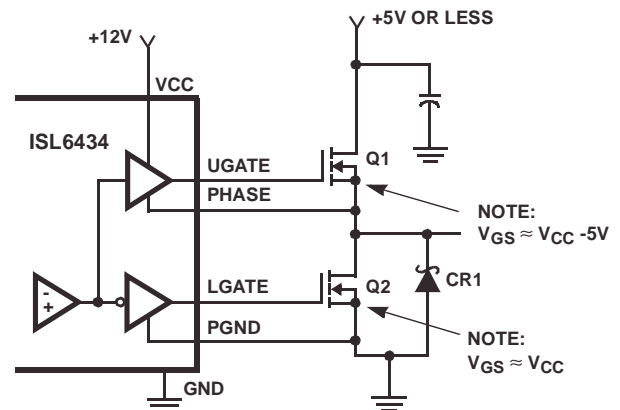 +5V OR LESS
+12V
VCC
ISL6434
UGATE
Q1
PHASE
NOTE:
VGS ≈ VCC -5V
LGATE
Q2
CR1
PGND
NOTE:
VGS ≈ VCC
GND
-
+